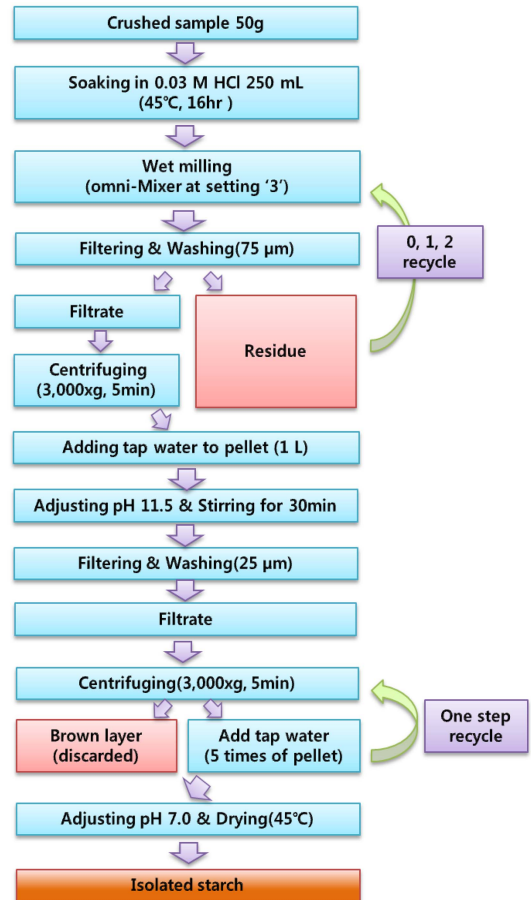 Crushed sample 50g
Soaking in 0.03 M HCl 250 mL
(45℃, 16hr )
Wet milling
(omni-Mixer at setting ‘3’)
Filtering & Washing(75 μm)
0, 1, 2
recycle
Filtrate
Residue
Centrifuging
(3,000xg, 5min)
Adding tap water to pellet (1 L)
Adjusting pH 11.5 & Stirring for 30min
Filtering & Washing(25 μm)
Filtrate
Centrifuging(3,000xg, 5min)
One step
recycle
Brown layer
(discarded)
Add tap water
(5 times of pellet)
Adjusting pH 7.0 & Drying(45℃)
Isolated starch